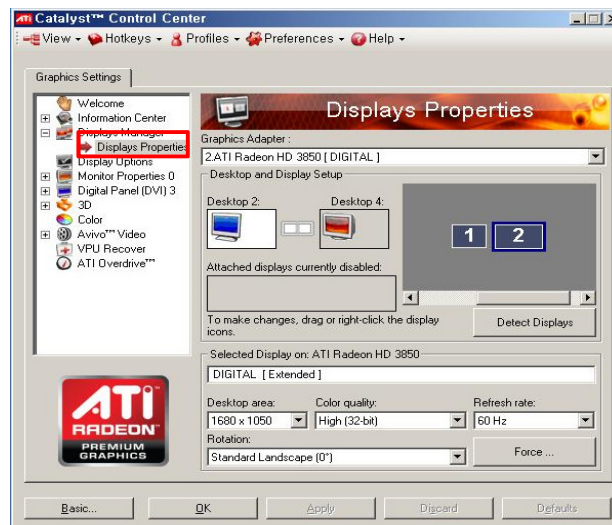 ATI Catalyst™ Control Center
View
Hotkeys
Profiles
Preferences
Help
Graphics Settings
Welcome
Information Center
Displays Manager
Displays Properties
Display Options
Monitor Properties 0
Digital Panel (DVI) 3
3D
Color
Avivo™ Video
VPU Recover
ATI Overdrive™
ATI
RADEON
PREMIUM
GRAPHICS
Displays Properties
Graphics Adapter :
2.ATI Radeon HD 3850 [ DIGITAL ]
Desktop and Display Setup
Desktop 2:
Desktop 4:
1
2
Attached displays currently disabled:
To make changes, drag or right-click the display
icons.
Detect Displays
Selected Display on: ATI Radeon HD 3850
DIGITAL [ Extended ]
Desktop area:
Color quality:
Refresh rate:
1680 x 1050
High (32-bit)
60 Hz
Rotation:
Standard Landscape (0°)
Force ...
Basic...
OK
Apply
Discard
Defaults